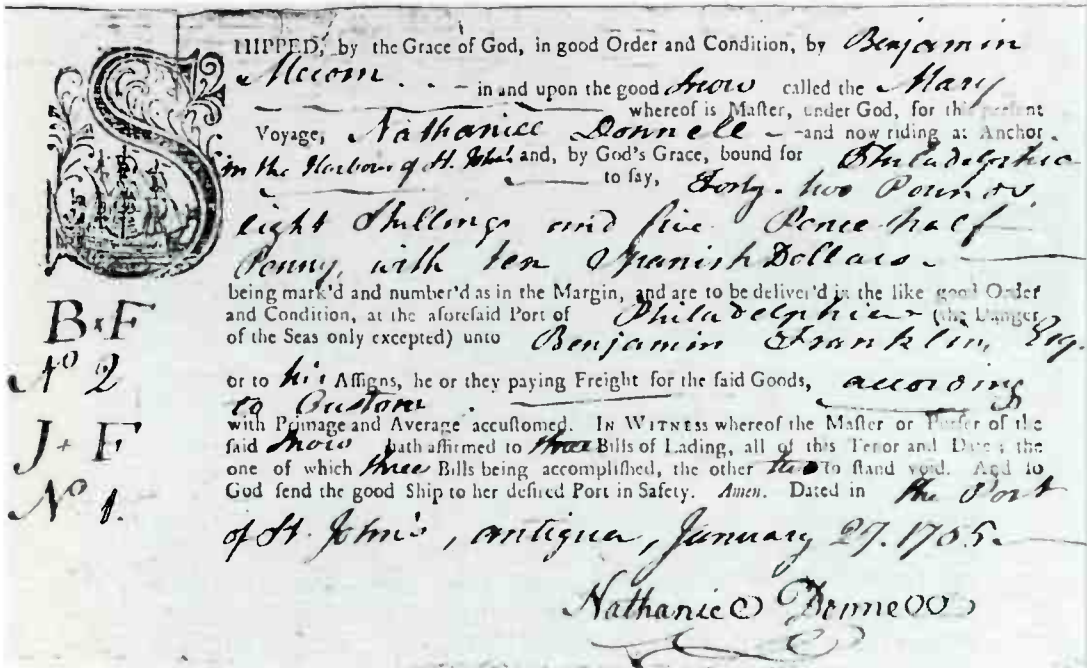 SHIPPED, by the Grace of God, in good Order and Condition, by Benjamin
Mecom - in and upon the good Snow called the Mary
whereof is Maſter, under God, for this preſent
Voyage, Nathaniel Donnell - and now riding at Anchor
in the Harbour of St. John's and, by God's Grace, bound for Philadelphia
to ſay, Forty-two Pounds
eight Shillings and five Pence half
Penny, with ten Spanish Dollars.
being mark'd and number'd as in the Margin, and are to be deliver'd in the like good Order
and Condition, at the aforeſaid Port of Philadelphia (the Danger
of the Seas only excepted) unto Benjamin Franklin, Esq.
or to his Aſſigns, he or they paying Freight for the ſaid Goods, according
to Custom.
with Primage and Average accuſtomed. IN WITNESS whereof the Maſter or Purſer of the
ſaid Snow hath affirmed to three Bills of Lading, all of this Tenor and Date; the
one of which three Bills being accompliſhed, the other two to ſtand void. And ſo
God ſend the good Ship to her deſired Port in Safety. Amen. Dated in the Port
of St. John's, Antigua, January 27. 1755.
Nathaniel Donnell
B x F
No 2
J + F
No 1.